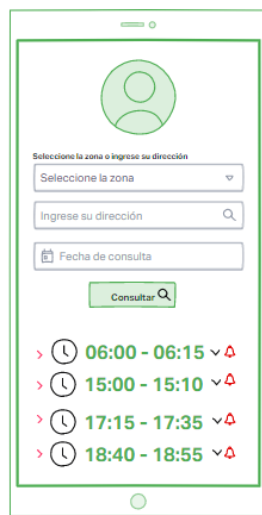 Seleccione la zona o ingrese su dirección
Seleccione la zona
Ingrese su dirección
Fecha de consulta
Consultar
06:00 - 06:15
15:00 - 15:10
17:15 - 17:35
18:40 - 18:55